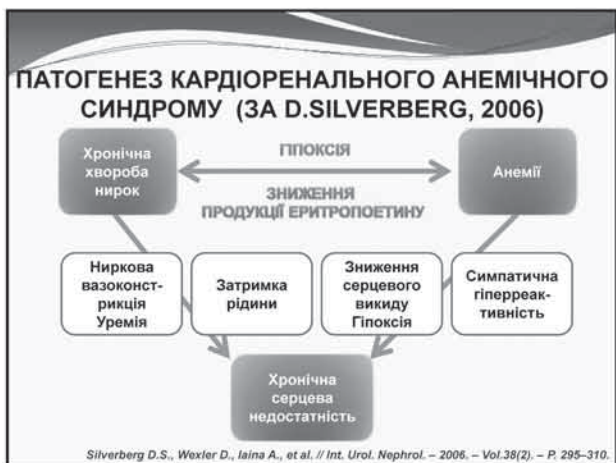 ПАТОГЕНЕЗ КАРДІОРЕНАЛЬНОГО АНЕМІЧНОГО
СИНДРОМУ (ЗА D.SILVERBERG, 2006)
Хронічна
хвороба
нирок
ГІПОКСІЯ
ЗНИЖЕННЯ
ПРОДУКЦІЇ ЕРИТРОПОЕТИНУ
Анемії
Ниркова
вазоконст-
рикція
Уремія
Затримка
рідини
Зниження
серцевого
викиду
Гіпоксія
Симпатична
гіперреак-
тивність
Хронічна
серцева
недостатність
Silverberg D.S., Wexler D., Iaina A., et al. // Int. Urol. Nephrol. – 2006. – Vol.38(2). – P. 295–310.